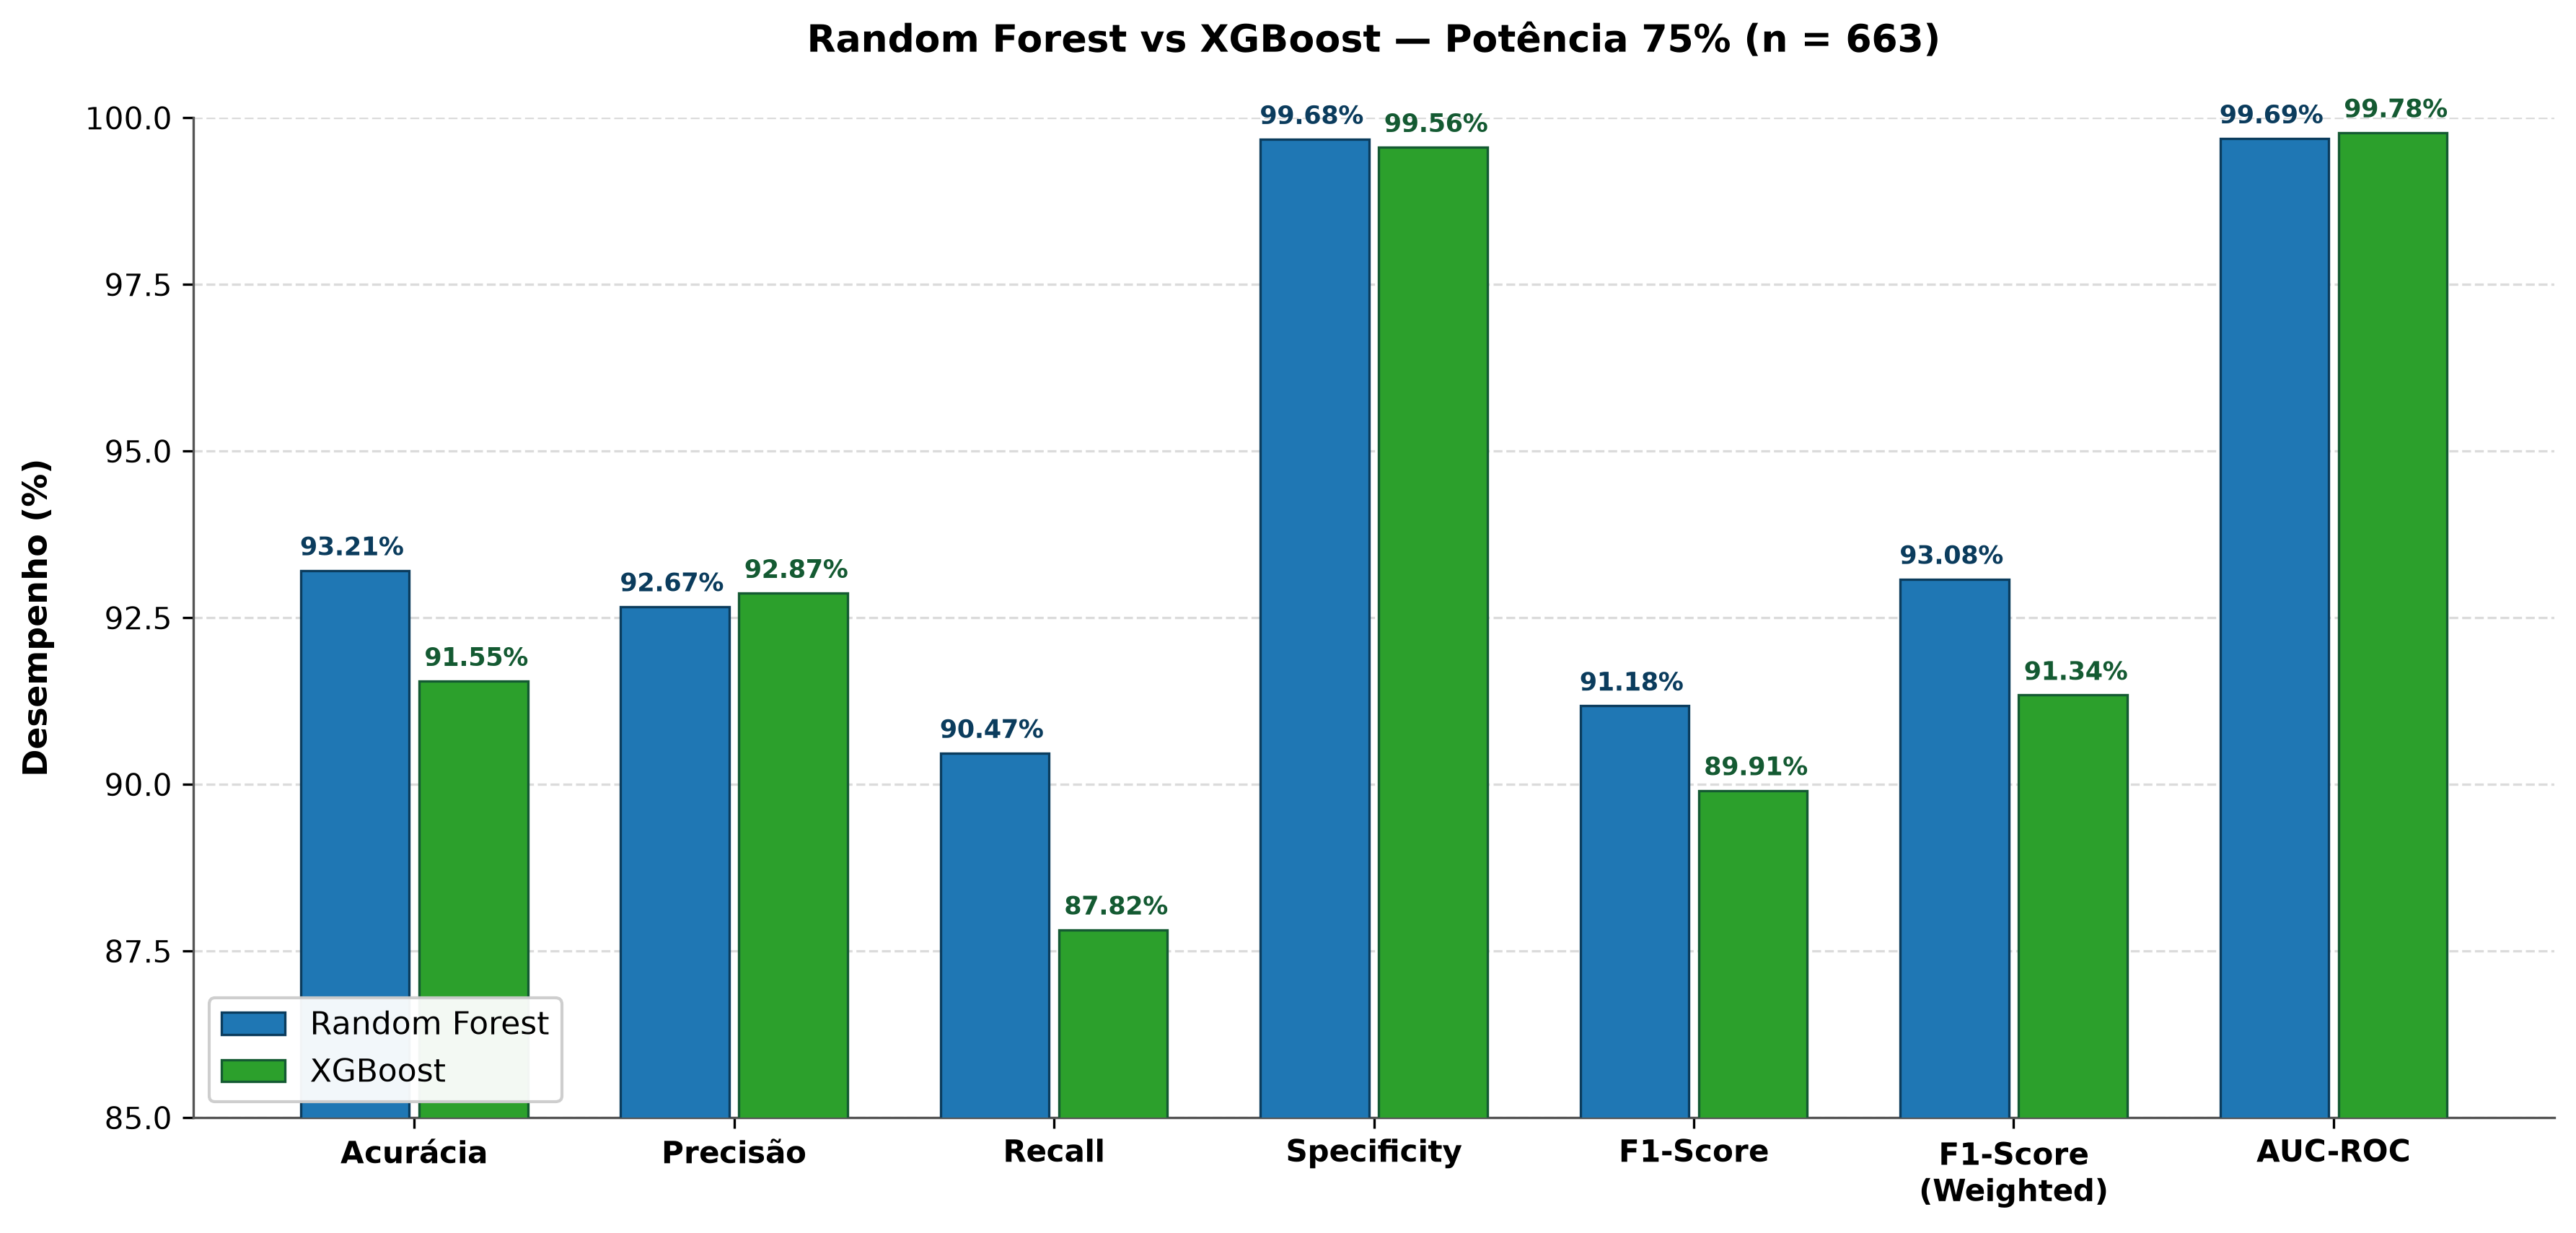 Random Forest vs XGBoost — Potência 75% (n = 663)
Desempenho (%)
100.0
97.5
95.0
92.5
90.0
87.5
85.0
93.21%
91.55%
92.67%
92.87%
90.47%
87.82%
99.68%
99.56%
91.18%
89.91%
93.08%
91.34%
99.69%
99.78%
Random Forest
XGBoost
Acurácia
Precisão
Recall
Specificity
F1-Score
F1-Score
(Weighted)
AUC-ROC